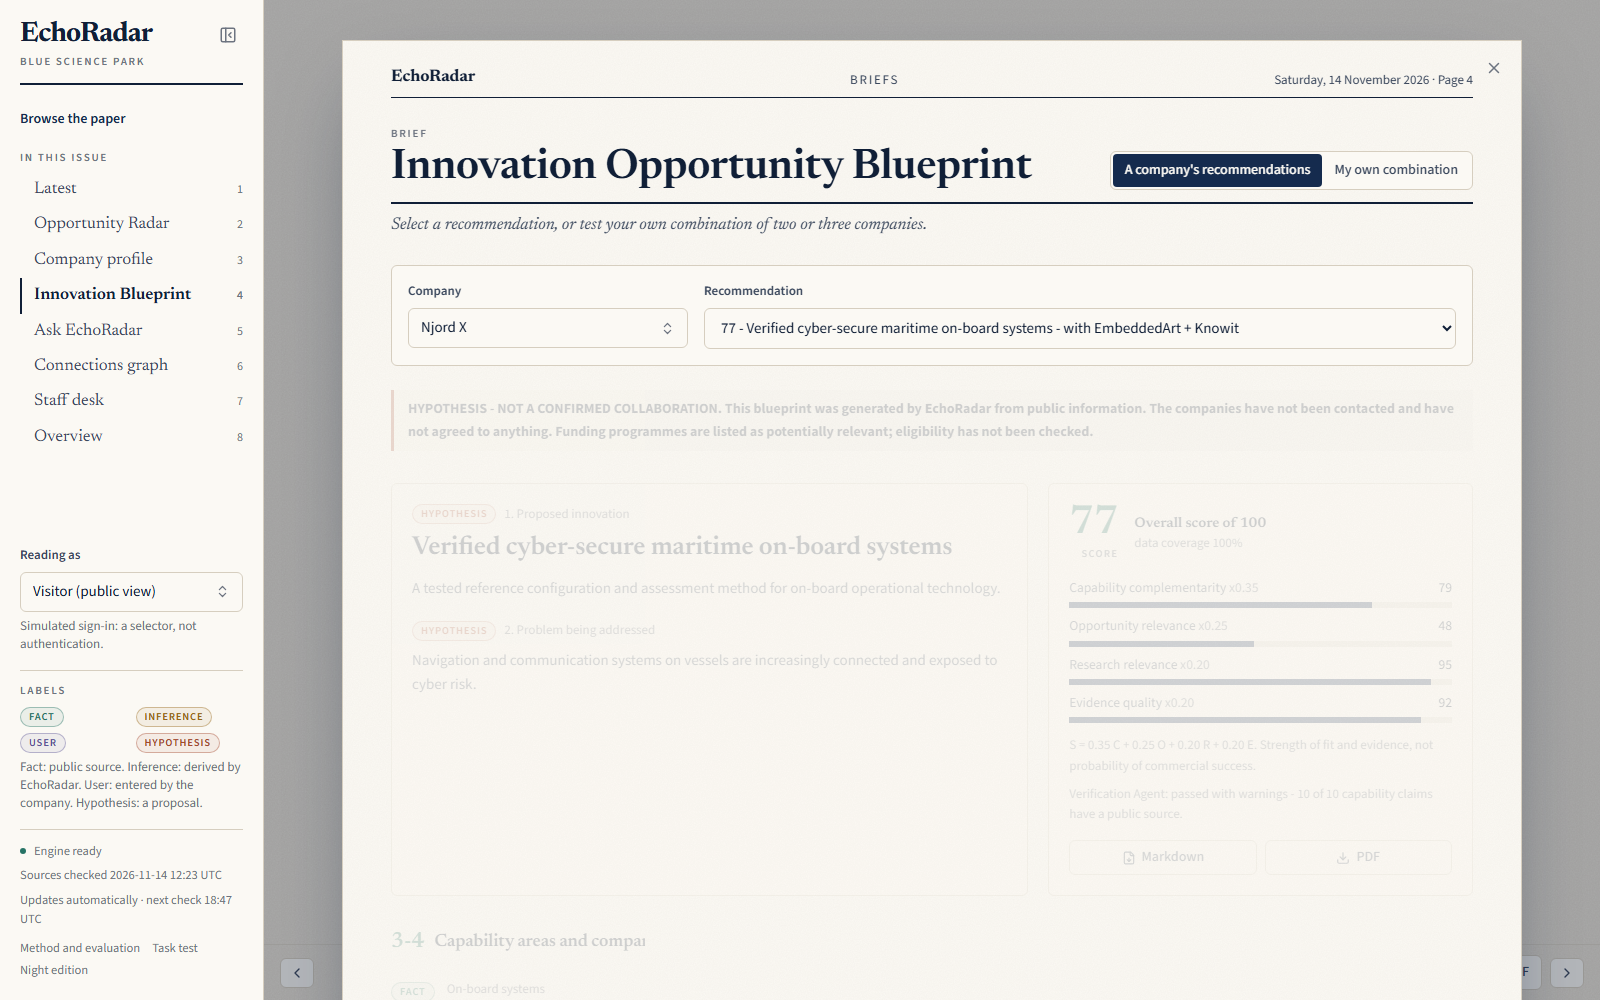 EchoRadar
BLUE SCIENCE PARK
Browse the paper
IN THIS ISSUE
Latest 1
Opportunity Radar 2
Company profile 3
Innovation Blueprint 4
Ask EchoRadar 5
Connections graph 6
Staff desk 7
Overview 8
Reading as
Visitor (public view)
Simulated sign-in: a selector, not
authentication.
LABELS
FACT INFERENCE
USER HYPOTHESIS
Fact: public source. Inference: derived by
EchoRadar. User: entered by the
company. Hypothesis: a proposal.
Engine ready
Sources checked 2026-11-14 12:23 UTC
Updates automatically · next check 18:47
UTC
Method and evaluation Task test
Night edition
EchoRadar BRIEFS Saturday, 14 November 2026 · Page 4
BRIEF
Innovation Opportunity Blueprint
A company's recommendations My own combination
Select a recommendation, or test your own combination of two or three companies.
Company Recommendation
Njord X 77 - Verified cyber-secure maritime on-board systems - with EmbeddedArt + Knowit
HYPOTHESIS - NOT A CONFIRMED COLLABORATION. This blueprint was generated by EchoRadar from public information. The companies have not been contacted and have
not agreed to anything. Funding programmes are listed as potentially relevant; eligibility has not been checked.
HYPOTHESIS 1. Proposed innovation
Verified cyber-secure maritime on-board systems
A tested reference configuration and assessment method for on-board operational technology.
HYPOTHESIS 2. Problem being addressed
Navigation and communication systems on vessels are increasingly connected and exposed to
cyber risk.
77 Overall score of 100
SCORE data coverage 100%
Capability complementarity x0.35 79
Opportunity relevance x0.25 48
Research relevance x0.20 95
Evidence quality x0.20 92
S = 0.35 C + 0.25 O + 0.20 R + 0.20 E. Strength of fit and evidence, not
probability of commercial success.
Verification Agent: passed with warnings - 10 of 10 capability claims
have a public source.
Markdown PDF
3-4 Capability areas and compar
FACT On-board systems
F